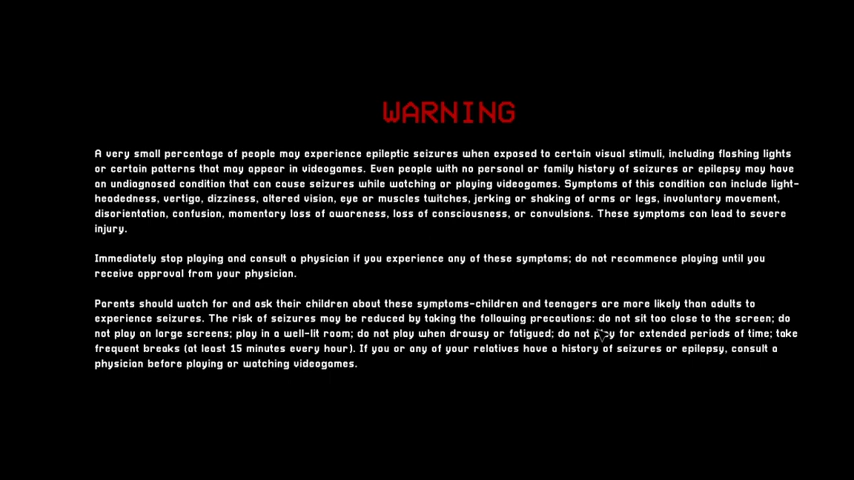 WARNING
A very small percentage of people may experience epileptic seizures when exposed to certain visual stimuli, including flashing lights
or certain patterns that may appear in videogames. Even people with no personal or family history of seizures or epilepsy may have
an undiagnosed condition that can cause seizures while watching or playing videogames. Symptoms of this condition can include light-
headedness, vertigo, dizziness, altered vision, eye or muscles twitches, jerking or shaking of arms or legs, involuntary movement,
disorientation, confusion, momentary loss of awareness, loss of consciousness, or convulsions. These symptoms can lead to severe
injury.
Immediately stop playing and consult a physician if you experience any of these symptoms; do not recommence playing until you
receive approval from your physician.
Parents should watch for and ask their children about these symptoms-children and teenagers are more likely than adults to
experience seizures. The risk of seizures may be reduced by taking the following precautions: do not sit too close to the screen; do
not play on large screens; play in a well-lit room; do not play when drowsy or fatigued; do not play for extended periods of time; take
frequent breaks (at least 15 minutes every hour). If you or any of your relatives have a history of seizures or epilepsy, consult a
physician before playing or watching videogames.